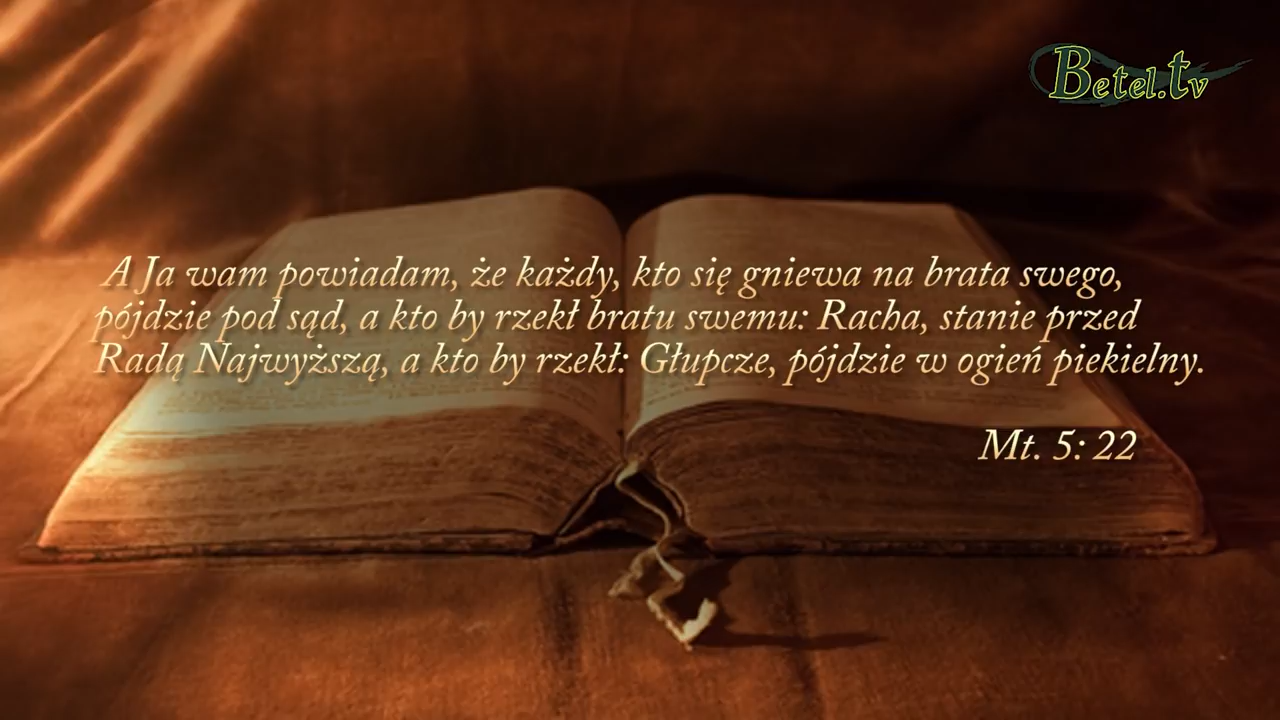 Betel.tv
A Ja wam powiadam, że każdy, kto się gniewa na brata swego,
pójdzie pod sąd, a kto by rzekł bratu swemu: Racha, stanie przed
Radą Najwyższą, a kto by rzekł: Głupcze, pójdzie w ogień piekielny.
Mt. 5: 22